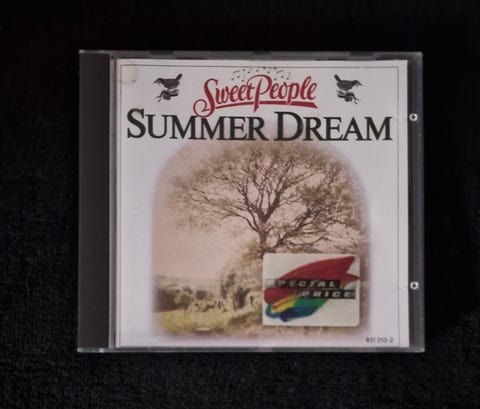 Sweet People
SUMMER DREAM
SPECIAL
PRICE
831 213-2